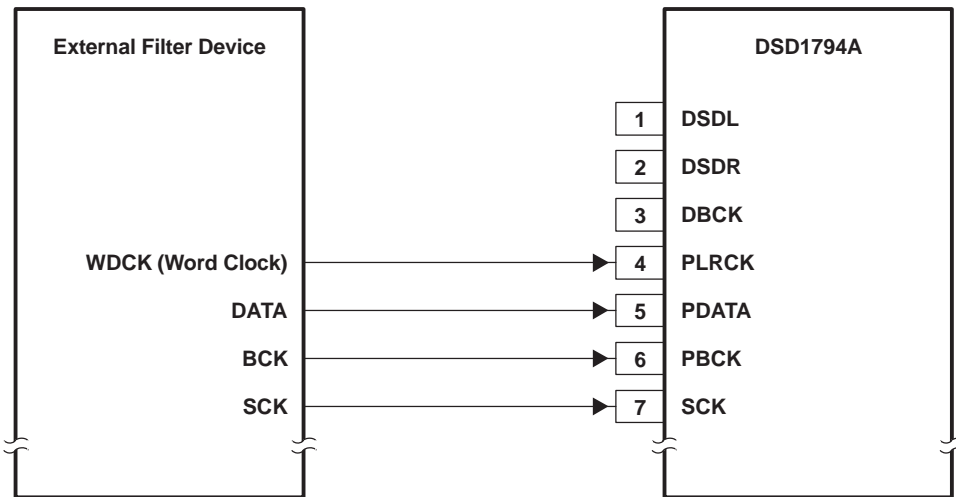 External Filter Device
DSD1794A
1 DSDL
2 DSDR
3 DBCK
WDCK (Word Clock) 4 PLRCK
DATA 5 PDATA
BCK 6 PBCK
SCK 7 SCK